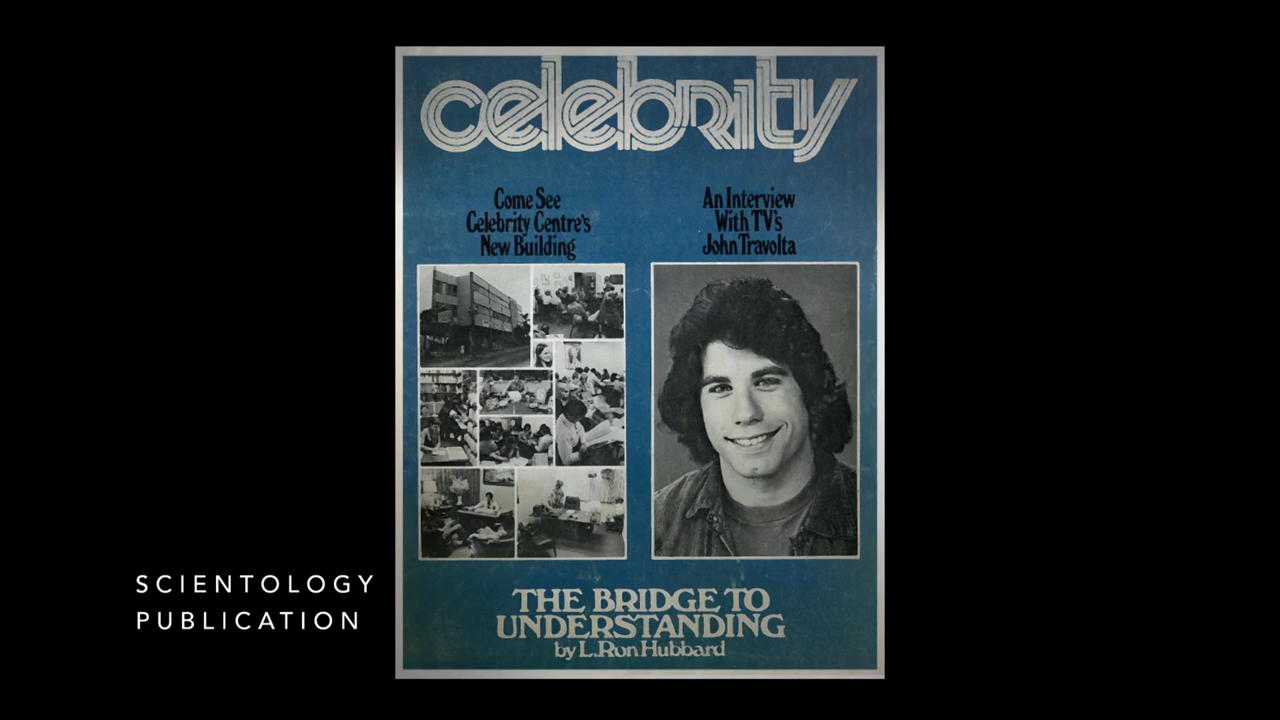 celebrity
Come See
Celebrity Centre's
New Building
An Interview
With TV's
John Travolta
SCIENTOLOGY
PUBLICATION
THE BRIDGE TO
UNDERSTANDING
by L. Ron Hubbard